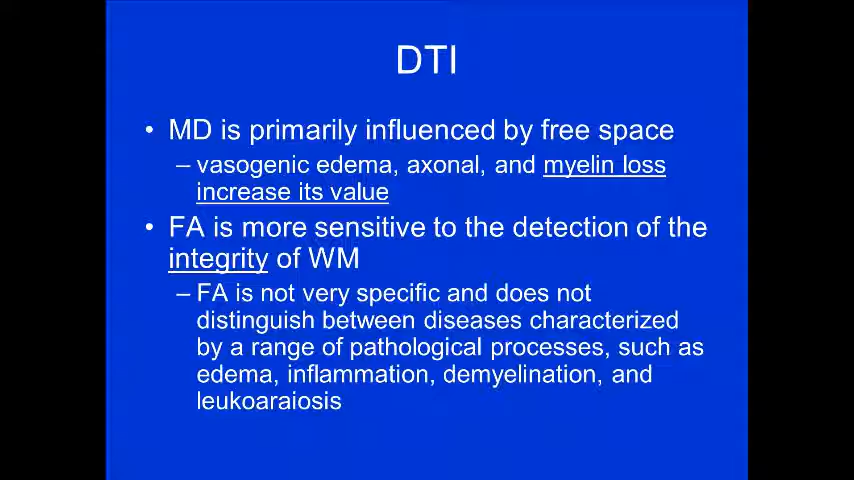 DTI
• MD is primarily influenced by free space
– vasogenic edema, axonal, and myelin loss
increase its value
• FA is more sensitive to the detection of the
integrity of WM
– FA is not very specific and does not
distinguish between diseases characterized
by a range of pathological processes, such as
edema, inflammation, demyelination, and
leukoaraiosis